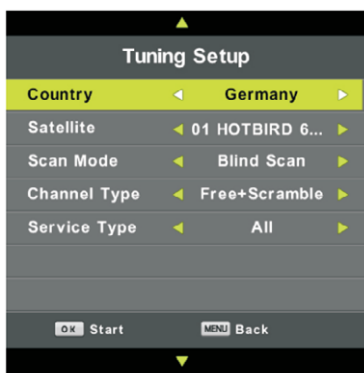 Tuning Setup
Country Germany
Satellite 01 HOTBIRD 6...
Scan Mode Blind Scan
Channel Type Free+Scramble
Service Type All
OK Start MENU Back